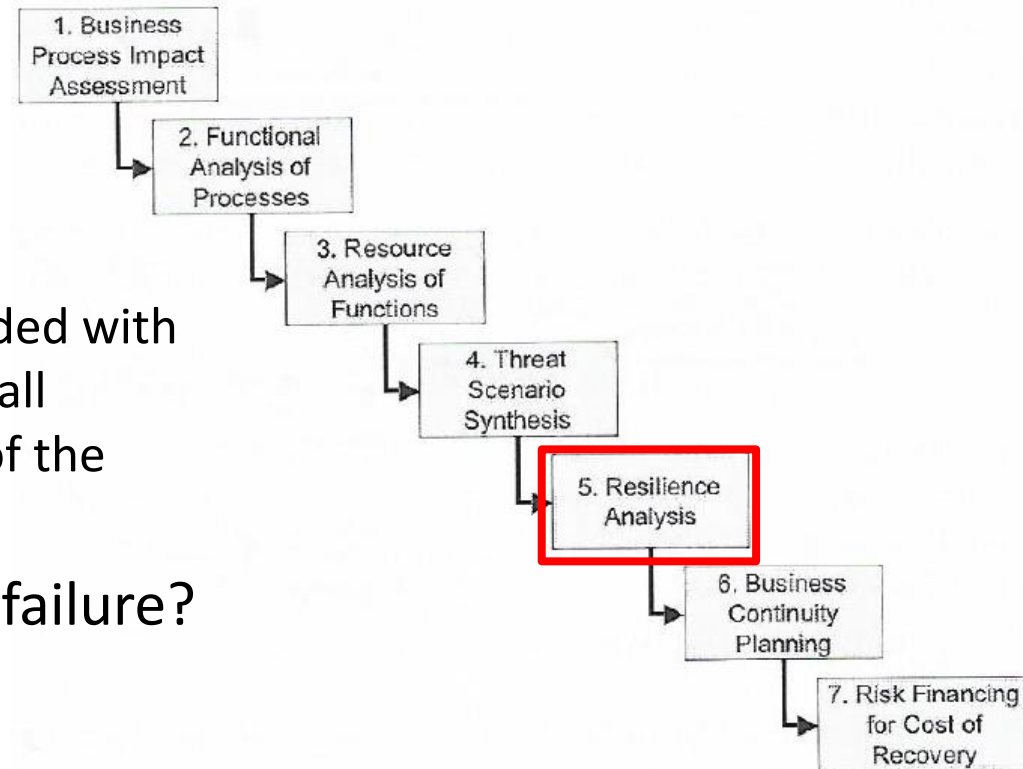 1. Business
Process Impact
Assessment
2. Functional
Analysis of
Processes
3. Resource
Analysis of
Functions
ded with
all
of the
failure?
4. Threat
Scenario
Synthesis
5. Resilience
Analysis
6. Business
Continuity
Planning
7. Risk Financing
for Cost of
Recovery